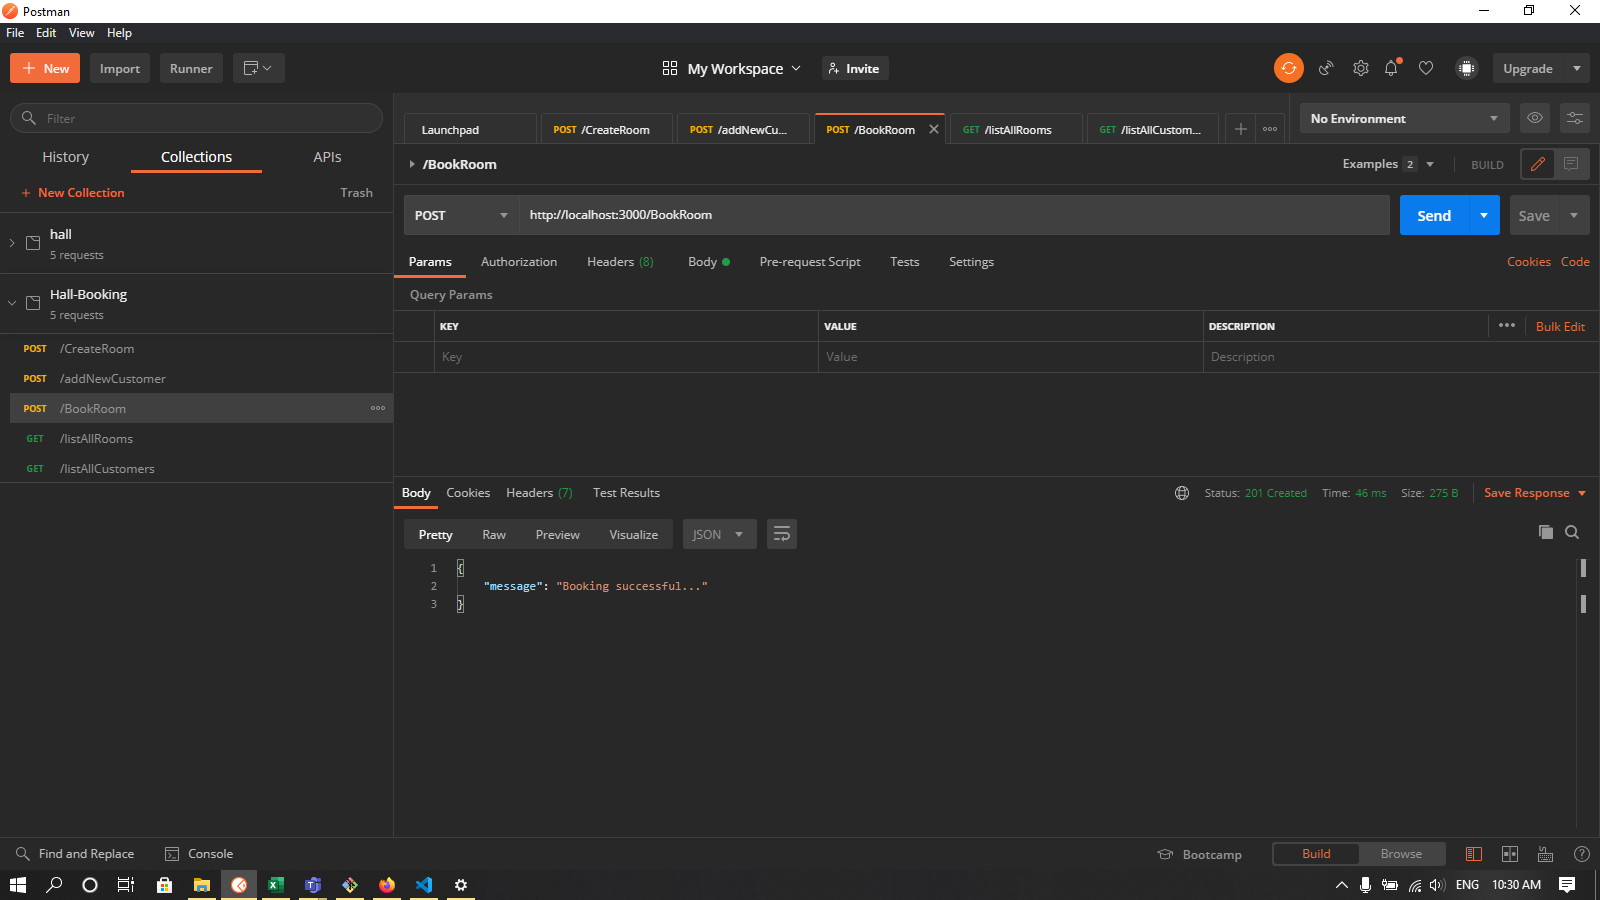 Postman
File Edit View Help
New Import Runner My Workspace Invite Upgrade
Filter
History Collections APIs
New Collection Trash
hall
5 requests
Hall-Booking
5 requests
POST /CreateRoom
POST /addNewCustomer
POST /BookRoom
GET /listAllRooms
GET /listAllCustomers
Launchpad POST /CreateRoom POST /addNewCu... POST /BookRoom GET /listAllRooms GET /listAllCustom... No Environment
/BookRoom Examples 2 BUILD
POST http://localhost:3000/BookRoom Send Save
Params Authorization Headers (8) Body Pre-request Script Tests Settings Cookies Code
Query Params
KEY VALUE DESCRIPTION Bulk Edit
Key Value Description
Body Cookies Headers (7) Test Results Status: 201 Created Time: 46 ms Size: 275 B Save Response
Pretty Raw Preview Visualize JSON
1 {
2 "message": "Booking successful..."
3 }
Find and Replace Console Bootcamp Build Browse
ENG 10:30 AM